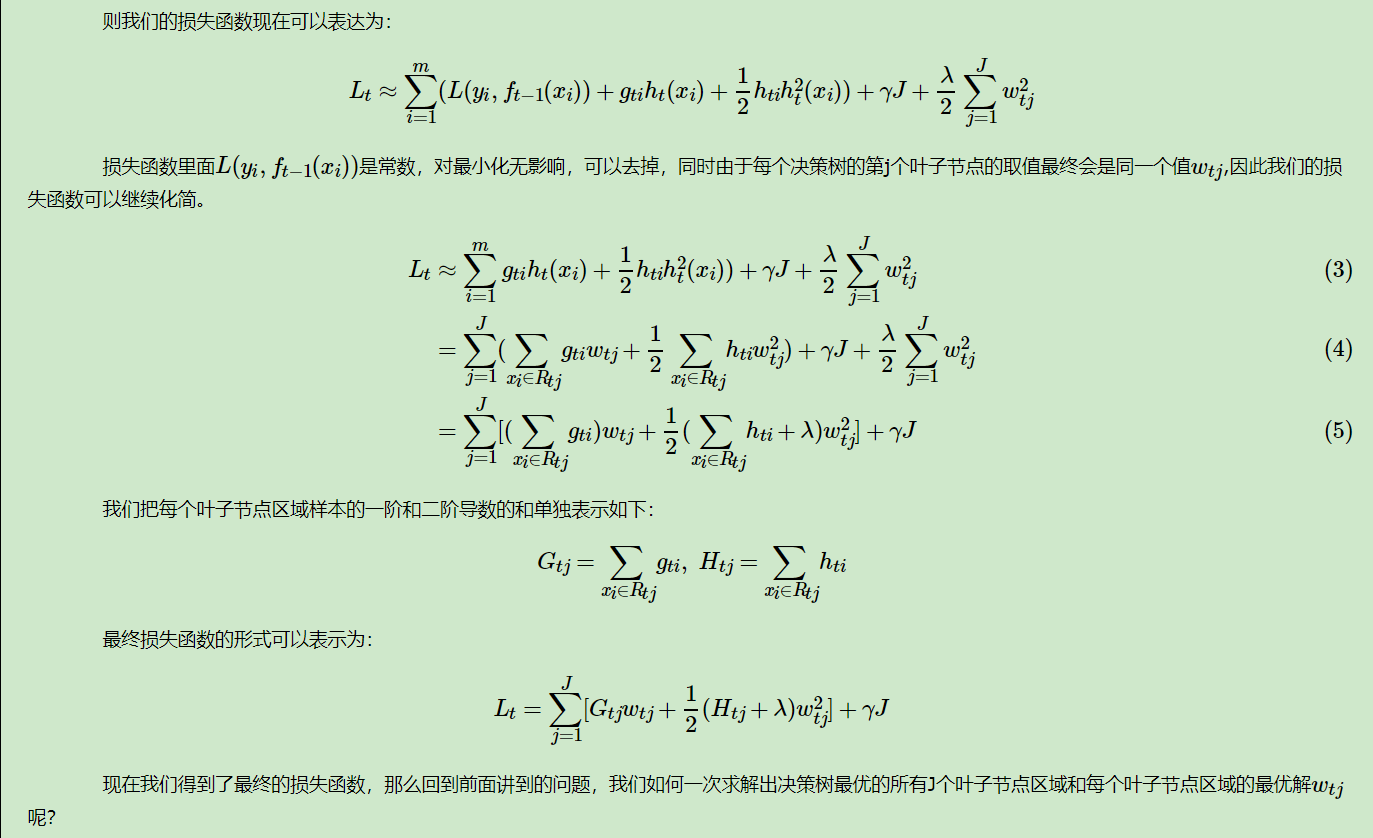 则我们的损失函数现在可以表达为：
$$L_t \approx \sum_{i=1}^{m}(L(y_i, f_{t-1}(x_i)) + g_{ti}h_t(x_i) + \frac{1}{2}h_{ti}h_t^2(x_i)) + \gamma J + \frac{\lambda}{2}\sum_{j=1}^{J}w_{tj}^2$$
损失函数里面$L(y_i, f_{t-1}(x_i))$是常数，对最小化无影响，可以去掉，同时由于每个决策树的第j个叶子节点的取值最终会是同一个值$w_{tj}$,因此我们的损
失函数可以继续化简。
$$L_t \approx \sum_{i=1}^{m} g_{ti}h_t(x_i) + \frac{1}{2}h_{ti}h_t^2(x_i)) + \gamma J + \frac{\lambda}{2}\sum_{j=1}^{J}w_{tj}^2 \quad (3)$$
$$= \sum_{j=1}^{J}(\sum_{x_i \in R_{tj}} g_{ti}w_{tj} + \frac{1}{2}\sum_{x_i \in R_{tj}} h_{ti}w_{tj}^2) + \gamma J + \frac{\lambda}{2}\sum_{j=1}^{J}w_{tj}^2 \quad (4)$$
$$= \sum_{j=1}^{J}[(\sum_{x_i \in R_{tj}} g_{ti})w_{tj} + \frac{1}{2}(\sum_{x_i \in R_{tj}} h_{ti} + \lambda)w_{tj}^2] + \gamma J \quad (5)$$
我们把每个叶子节点区域样本的一阶和二阶导数的和单独表示如下：
$$G_{tj} = \sum_{x_i \in R_{tj}} g_{ti}, \; H_{tj} = \sum_{x_i \in R_{tj}} h_{ti}$$
最终损失函数的形式可以表示为：
$$L_t = \sum_{j=1}^{J}[G_{tj}w_{tj} + \frac{1}{2}(H_{tj} + \lambda)w_{tj}^2] + \gamma J$$
现在我们得到了最终的损失函数，那么回到前面讲到的问题，我们如何一次求解出决策树最优的所有J个叶子节点区域和每个叶子节点区域的最优解$w_{tj}$
呢？